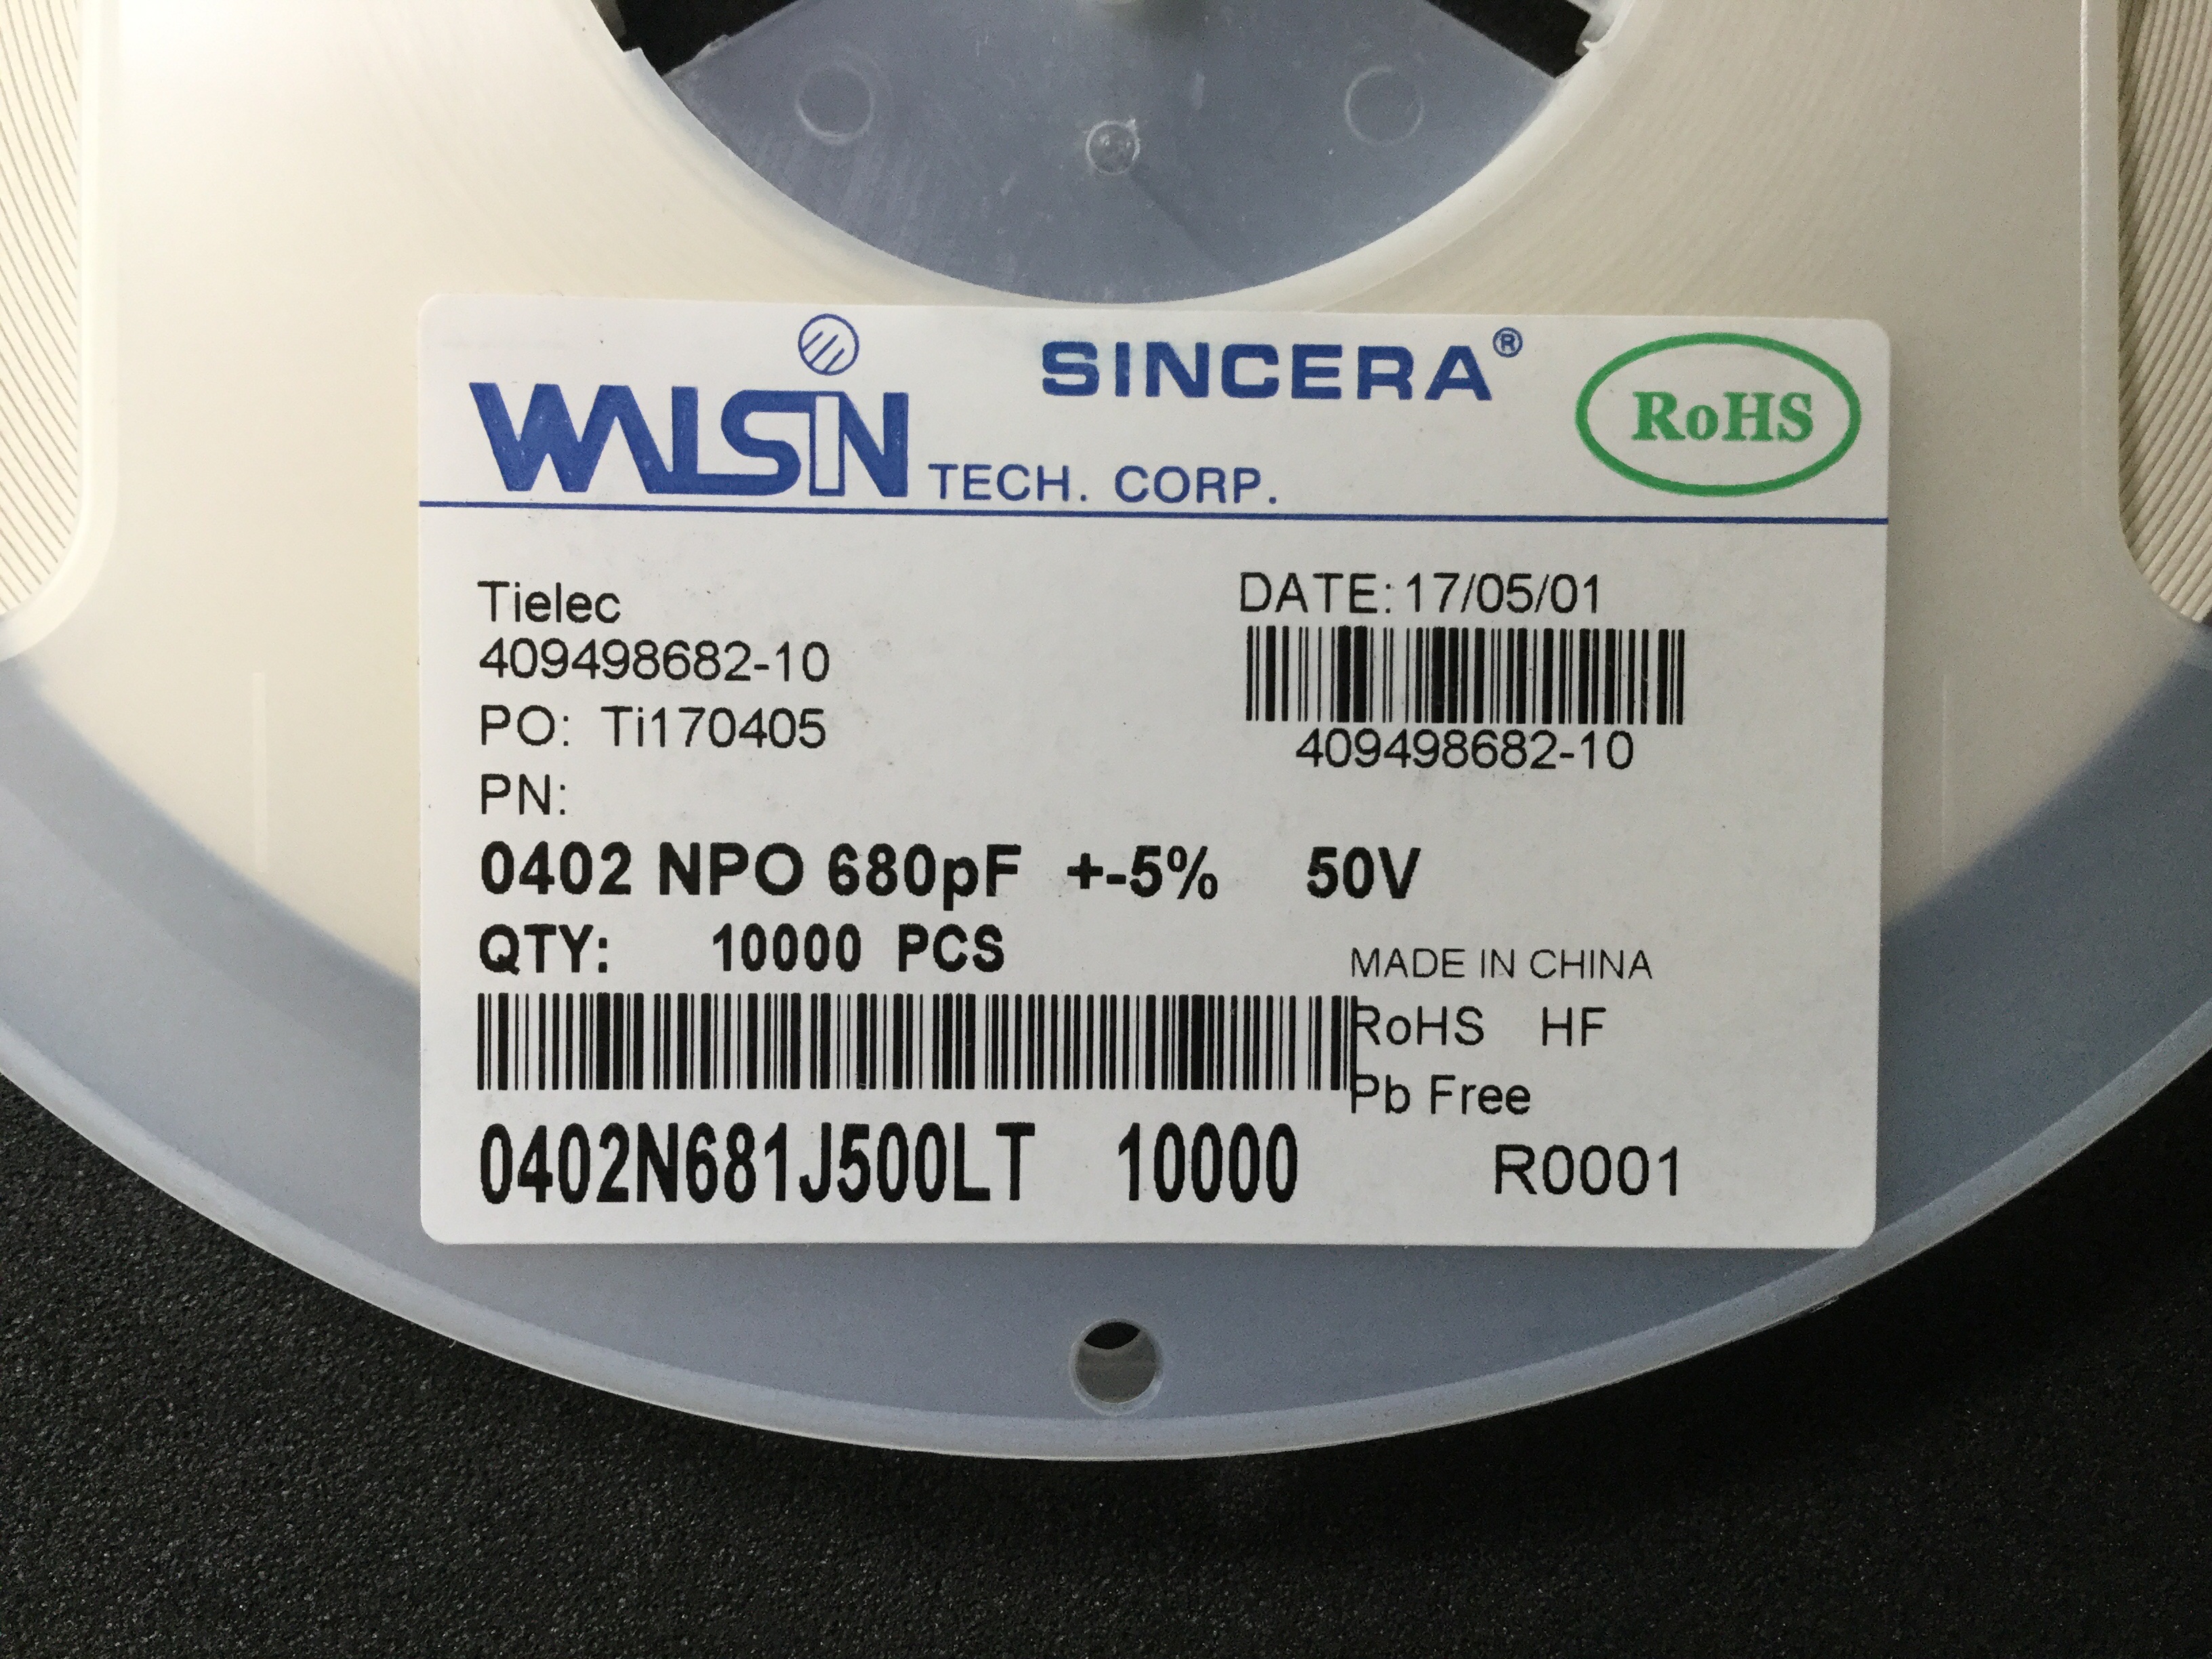 WALSIN TECH. CORP.
SINCERA®
RoHS
Tielec
409498682-10
PO: Ti170405
PN:
DATE: 17/05/01
409498682-10
0402 NPO 680pF +-5% 50V
QTY: 10000 PCS
MADE IN CHINA
RoHS HF
Pb Free
0402N681J500LT 10000
R0001